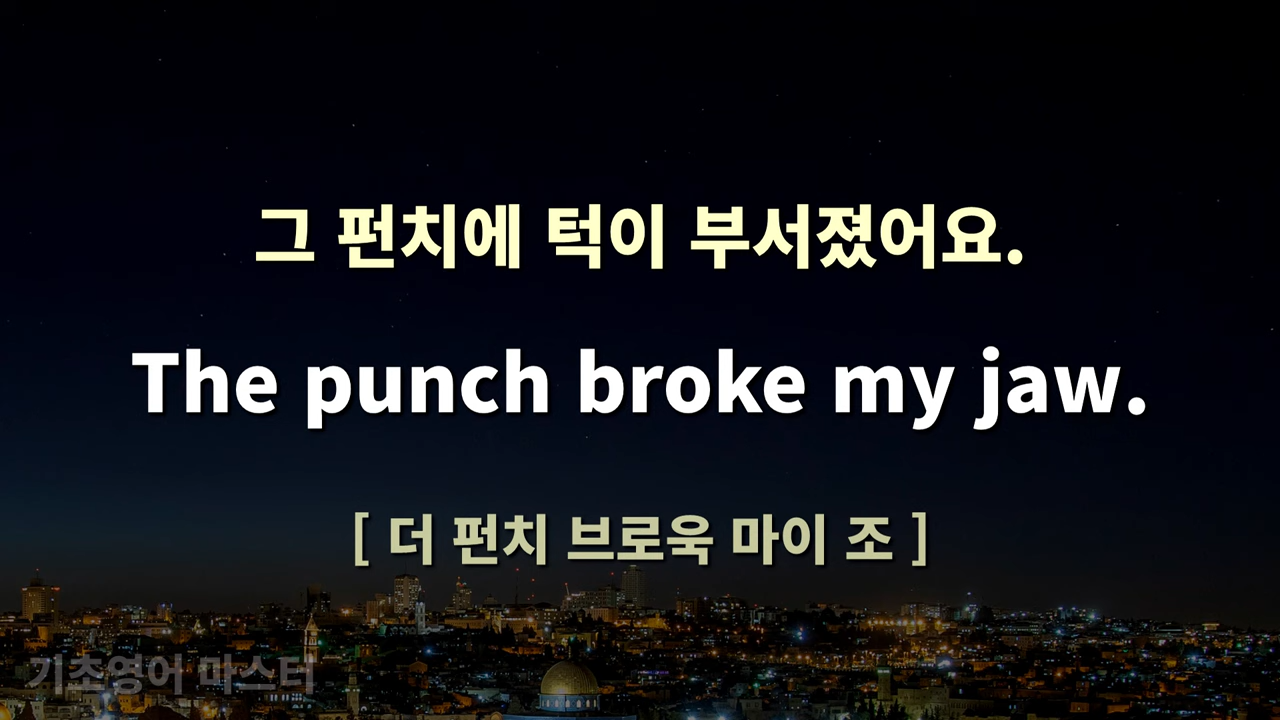 그 펀치에 턱이 부서졌어요.
The punch broke my jaw.
[ 더 펀치 브로욱 마이 조 ]
기초영어 마스터